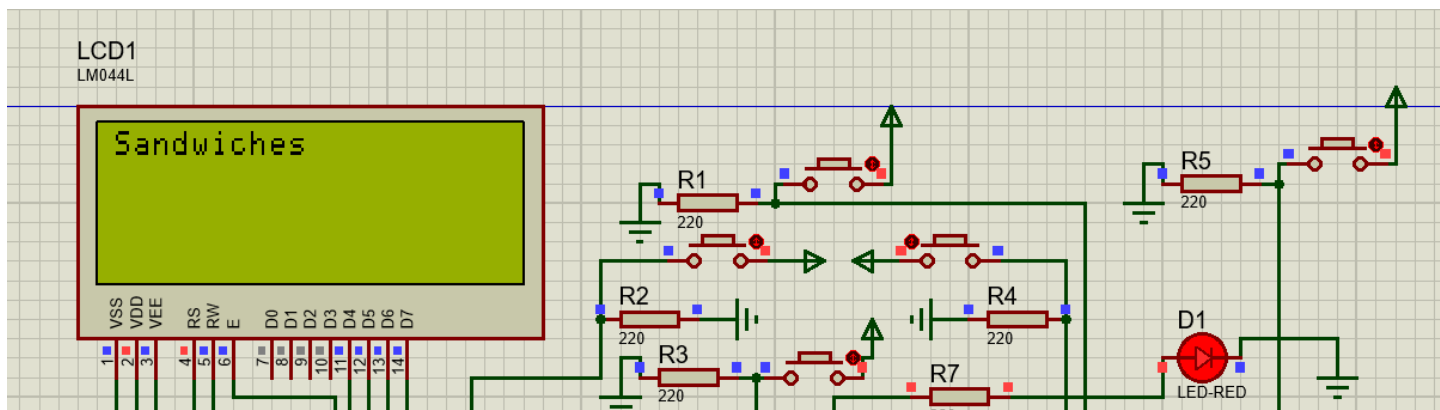 LCD1
LM044L
Sandwiches
VSS
VDD
VEE
RS
RW
E
D0
D1
D2
D3
D4
D5
D6
D7
1
2
3
4
5
6
7
8
9
10
11
12
13
14
R1
220
R2
220
R3
220
R4
220
R5
220
R7
D1
LED-RED